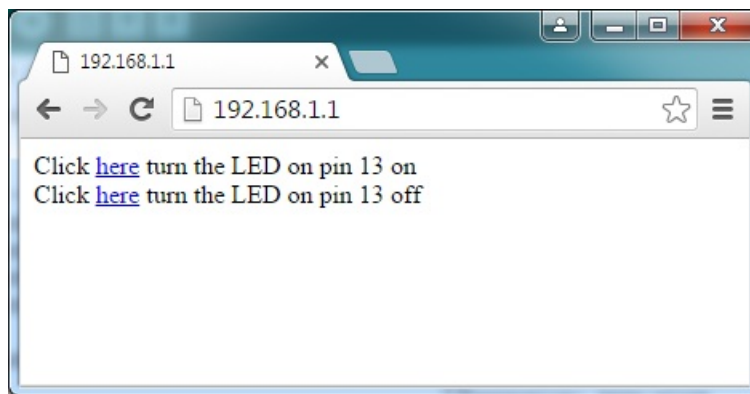 192.168.1.1
192.168.1.1
Click here turn the LED on pin 13 on
Click here turn the LED on pin 13 off